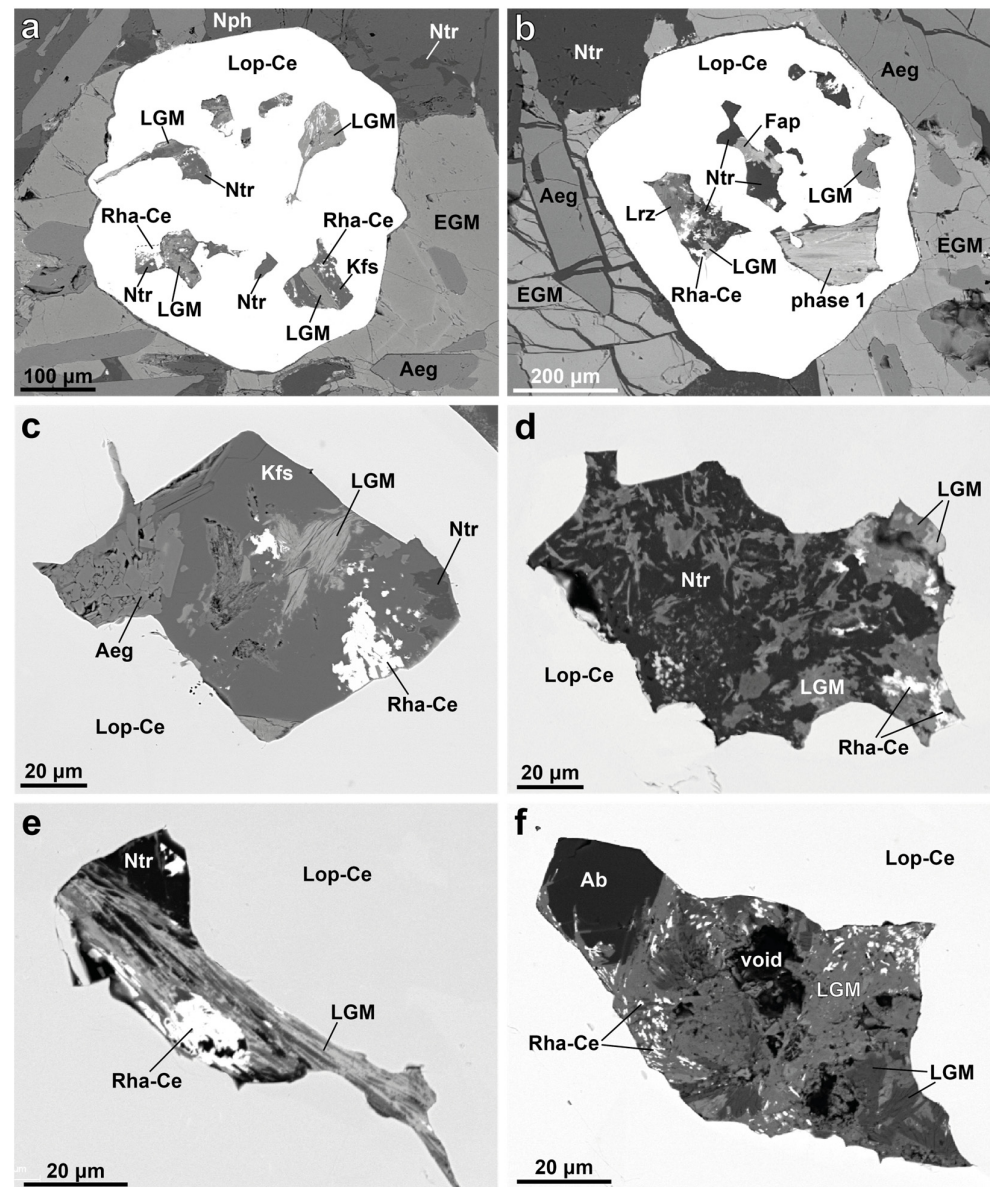 a
Nph
Ntr
Lop-Ce
LGM
LGM
Ntr
Rha-Ce
Rha-Ce
EGM
Kfs
Ntr
LGM
Ntr
LGM
Aeg
100 µm
b
Ntr
Lop-Ce
Aeg
Fap
Aeg
Ntr
LGM
Lrz
LGM
EGM
EGM
Rha-Ce
phase 1
200 µm
c
Kfs
LGM
Ntr
Aeg
Rha-Ce
Lop-Ce
20 µm
d
LGM
Ntr
Lop-Ce
LGM
Rha-Ce
20 µm
e
Ntr
Lop-Ce
LGM
Rha-Ce
20 µm
f
Lop-Ce
Ab
void
LGM
Rha-Ce
LGM
20 µm